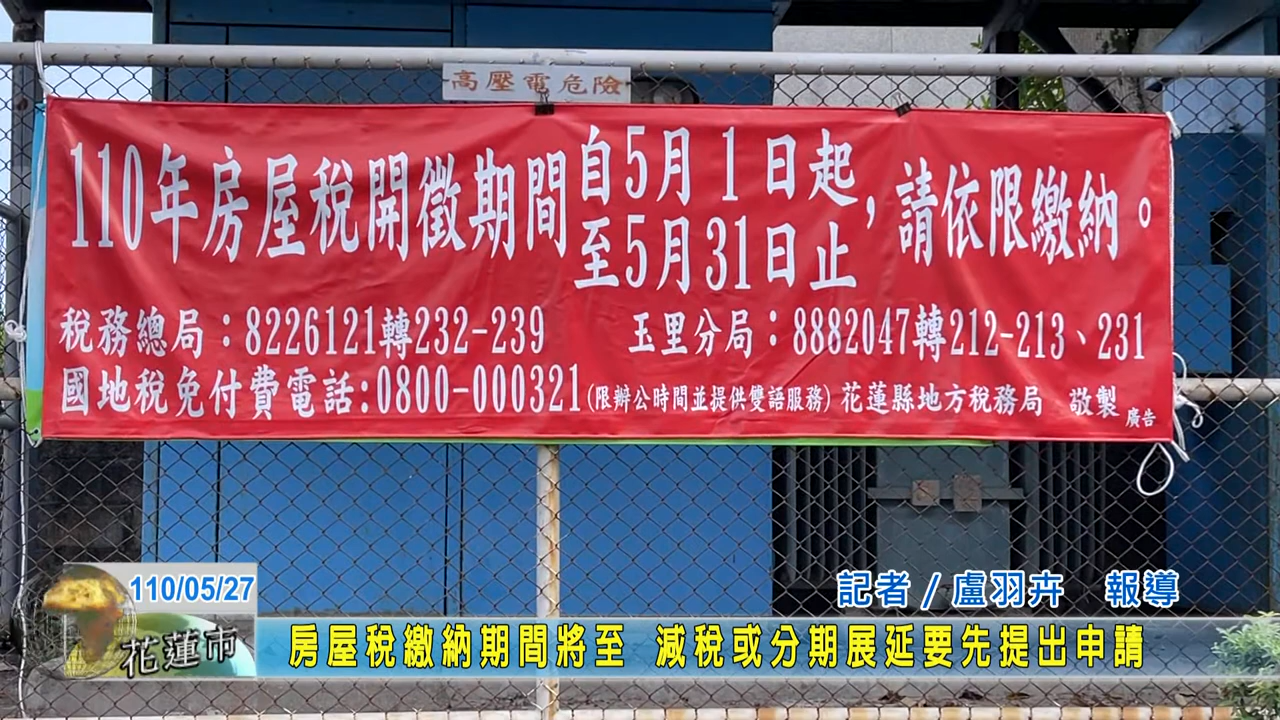 高壓電危險
110年房屋稅開徵期間自5月1日起至5月31日止,請依限繳納。
稅務總局:8226121轉232-239 玉里分局:8882047轉212-213、231
國地稅免付費電話:0800-000321(限辦公時間並提供雙語服務) 花蓮縣地方稅務局 敬製 廣告
110/05/27
記者/盧羽卉 報導
花蓮市
房屋稅繳納期間將至 減稅或分期展延要先提出申請